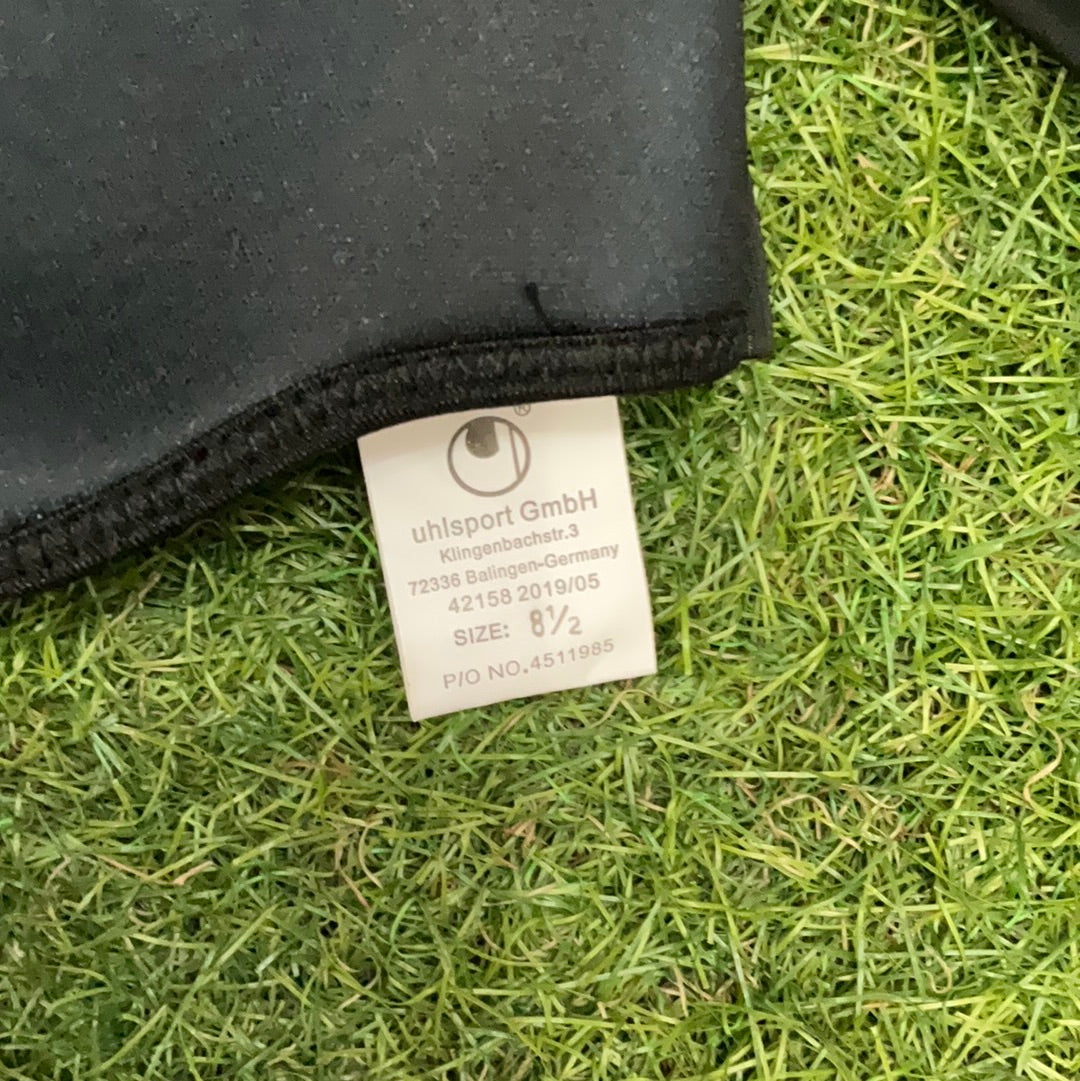 ®
uhlsport GmbH
Klingenbachstr.3
72336 Balingen-Germany
42158 2019/05
SIZE: 8½
P/O NO.4511985